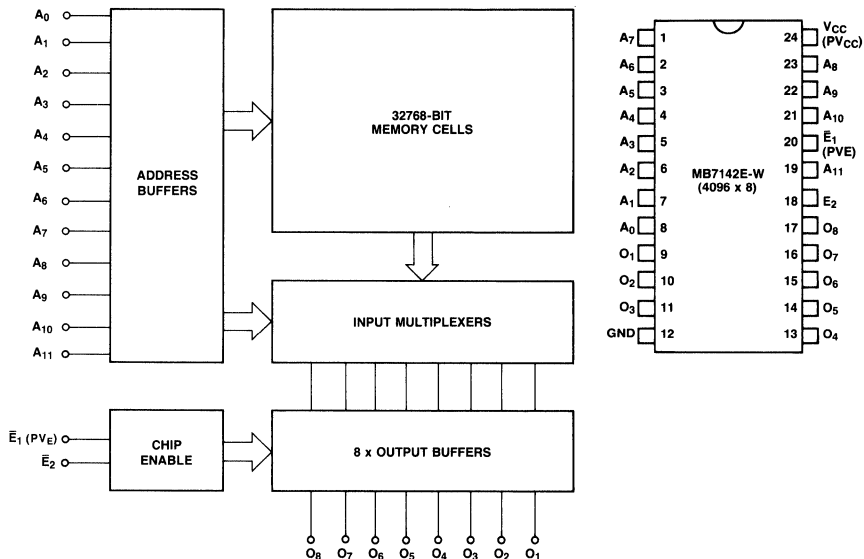 A0
A1
A2
A3
A4
A5
A6
A7
A8
A9
A10
A11
ADDRESS
BUFFERS
32768-BIT
MEMORY CELLS
INPUT MULTIPLEXERS
Ē1 (PVE)
Ē2
CHIP
ENABLE
8 x OUTPUT BUFFERS
O8 O7 O6 O5 O4 O3 O2 O1
MB7142E-W
(4096 x 8)
A7 1
A6 2
A5 3
A4 4
A3 5
A2 6
A1 7
A0 8
O1 9
O2 10
O3 11
GND 12
24 VCC
(PVCC)
23 A8
22 A9
21 A10
20 Ē1
(PVE)
19 A11
18 E2
17 O8
16 O7
15 O6
14 O5
13 O4